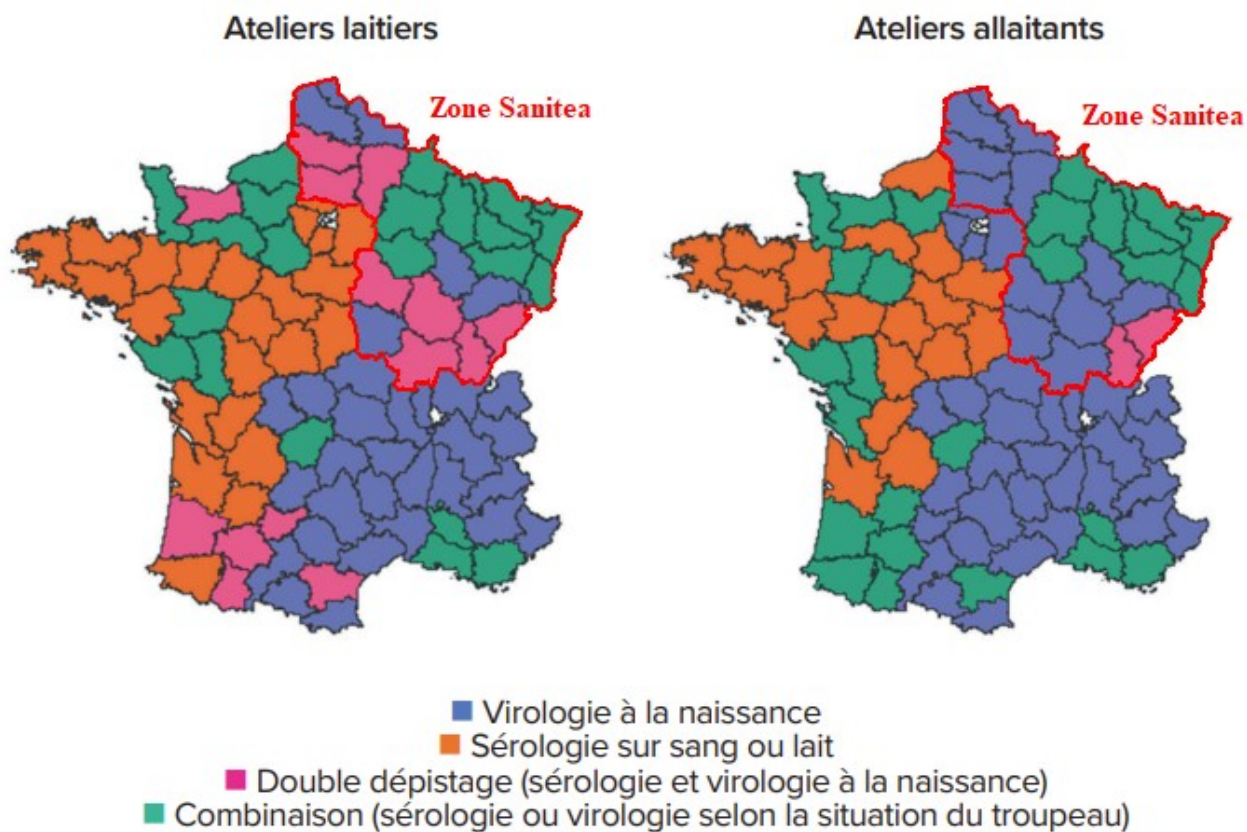 Ateliers laitiers
Ateliers allaitants
Zone Sanitea
Zone Sanitea
Virologie à la naissance
Sérologie sur sang ou lait
Double dépistage (sérologie et virologie à la naissance)
Combinaison (sérologie ou virologie selon la situation du troupeau)